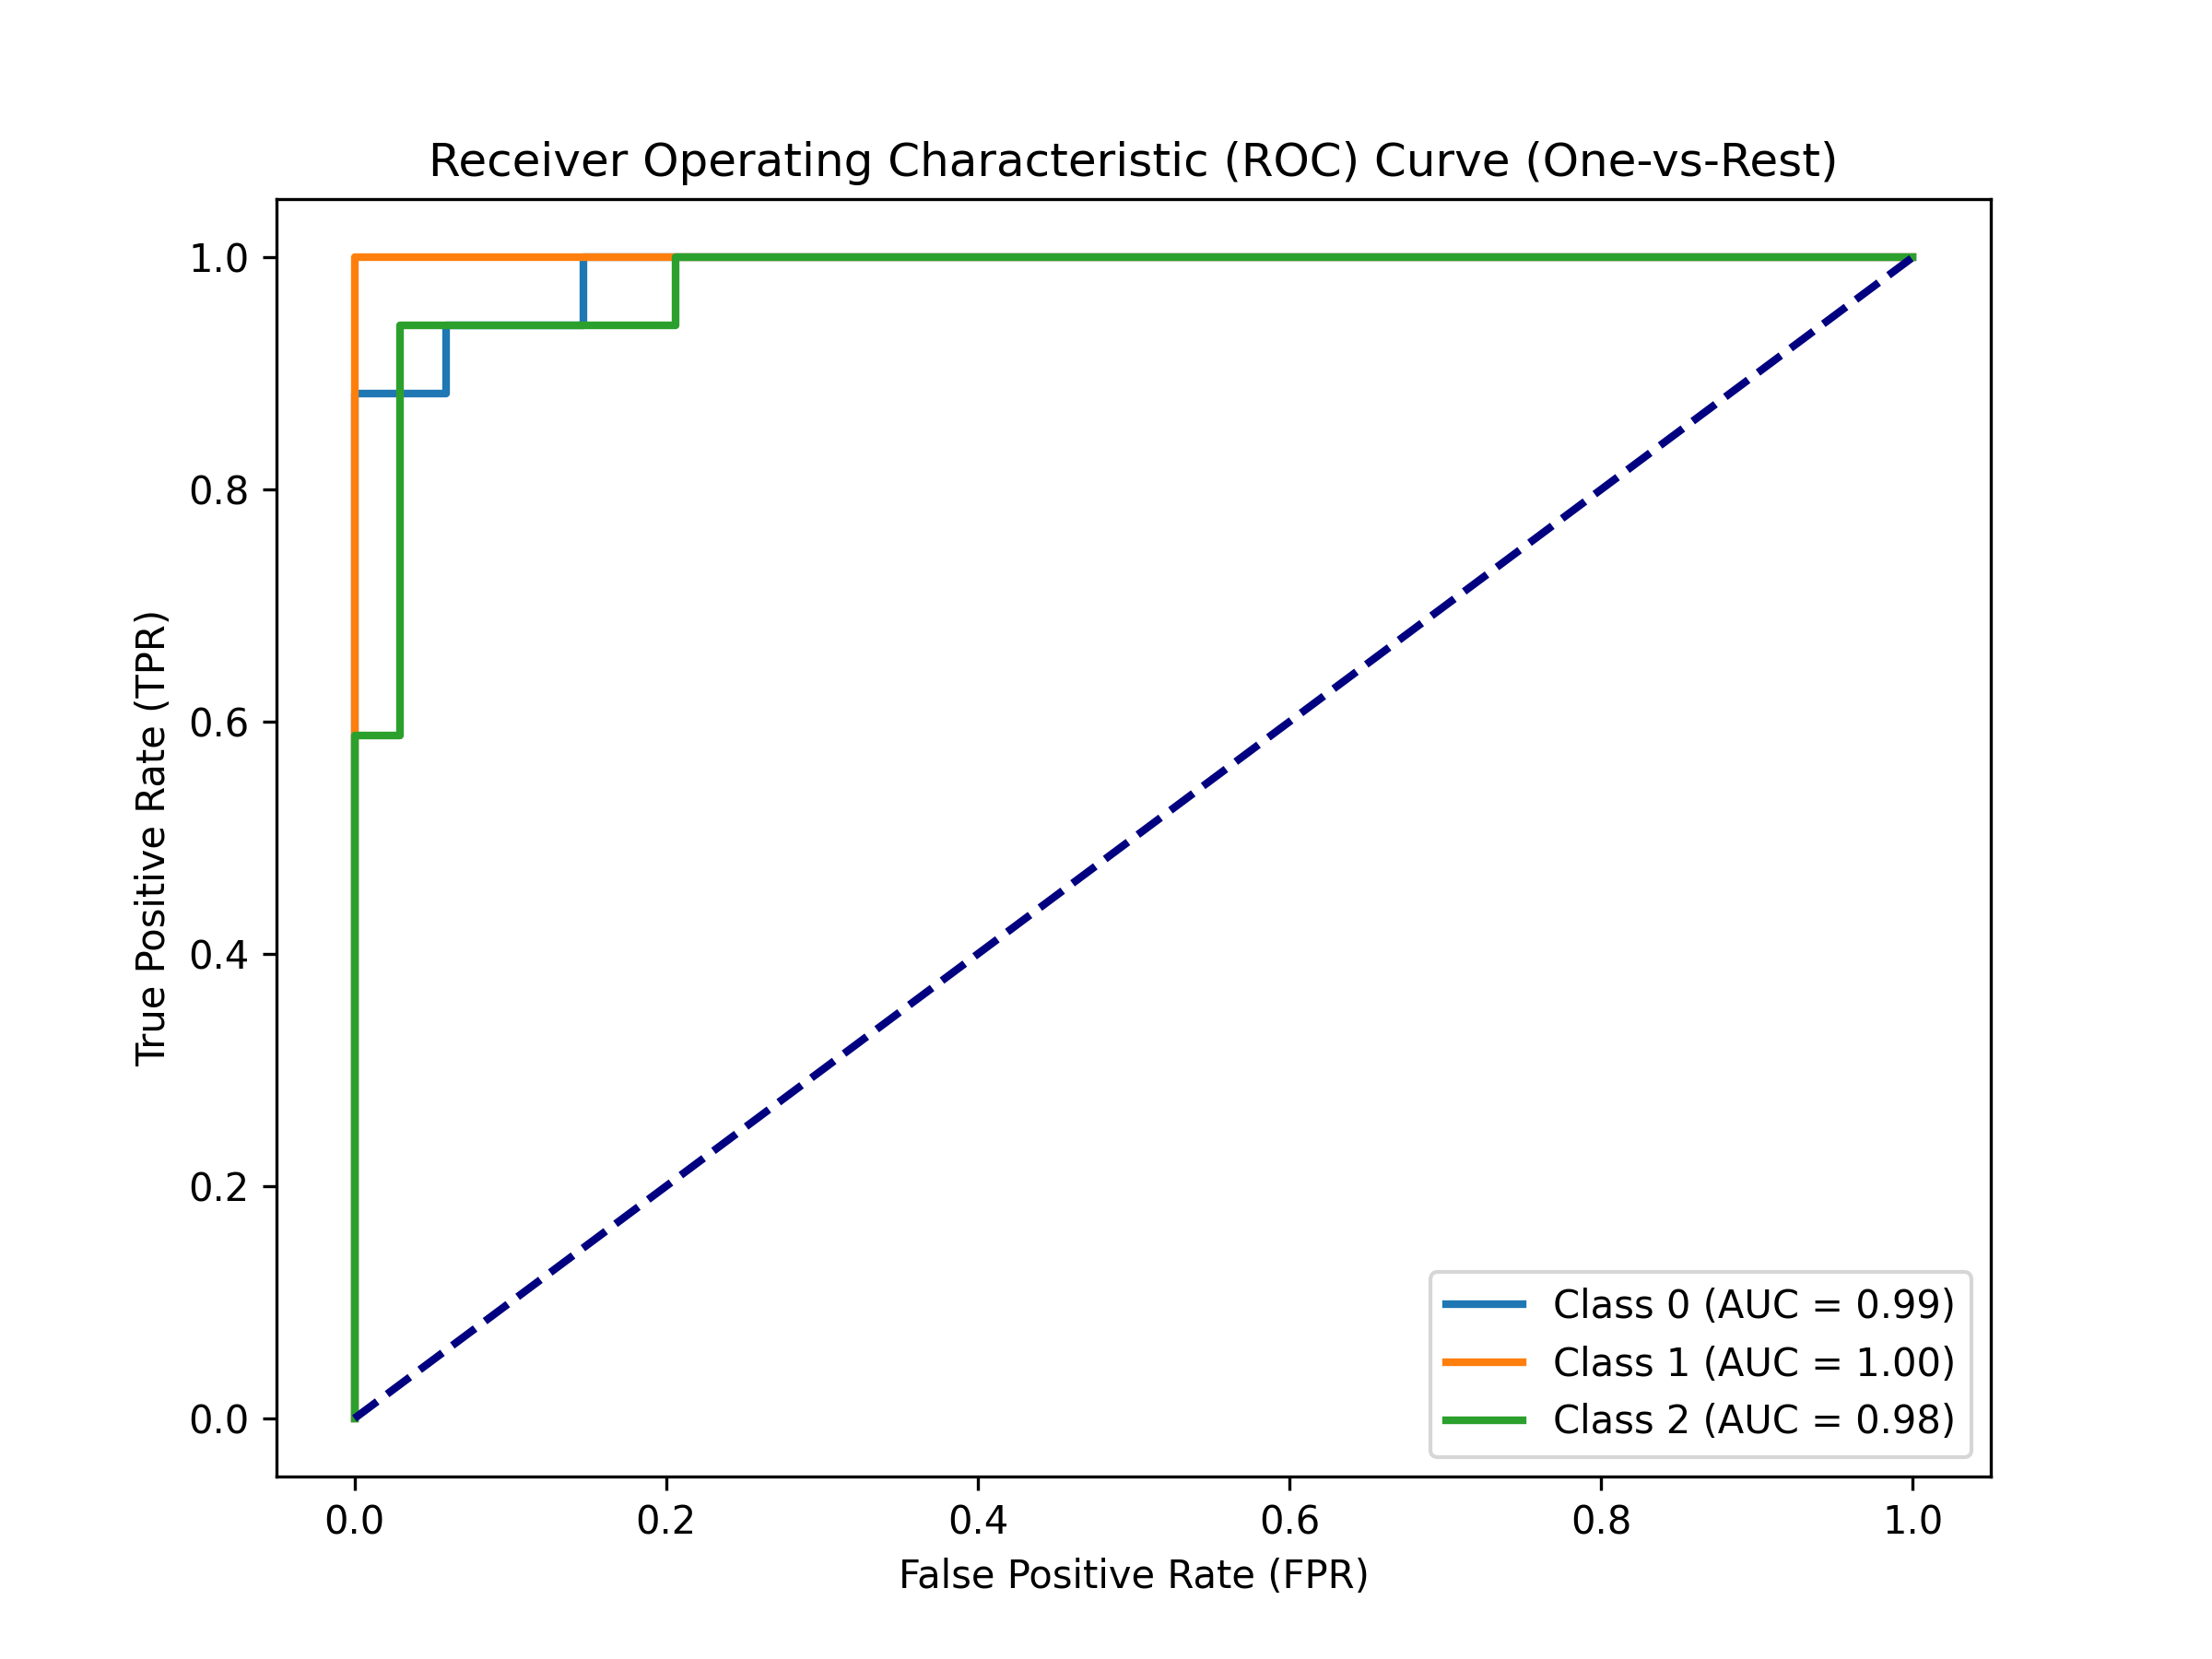 Receiver Operating Characteristic (ROC) Curve (One-vs-Rest)
1.0
0.8
0.6
0.4
0.2
0.0
True Positive Rate (TPR)
Class 0 (AUC = 0.99)
Class 1 (AUC = 1.00)
Class 2 (AUC = 0.98)
0.0 0.2 0.4 0.6 0.8 1.0
False Positive Rate (FPR)